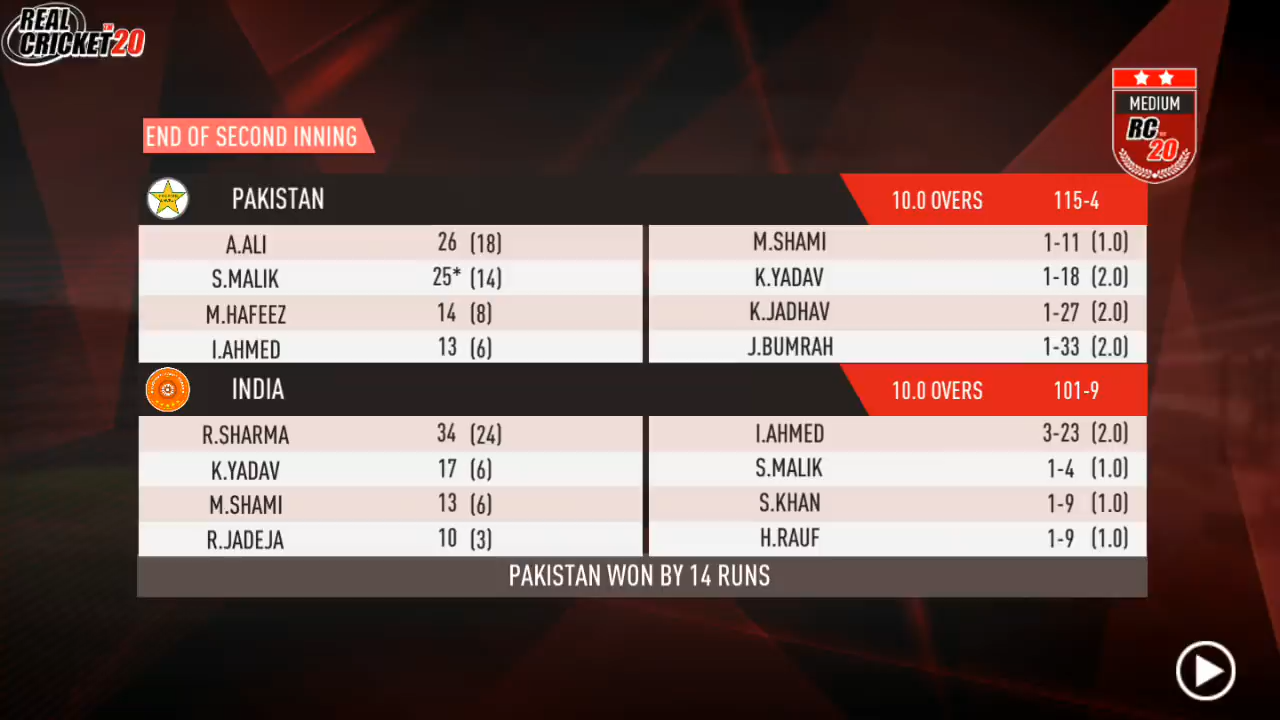 REAL
CRICKET™20
MEDIUM
RC
20
END OF SECOND INNING
PAKISTAN 10.0 OVERS 115-4
A.ALI 26 (18) M.SHAMI 1-11 (1.0)
S.MALIK 25* (14) K.YADAV 1-18 (2.0)
M.HAFEEZ 14 (8) K.JADHAV 1-27 (2.0)
I.AHMED 13 (6) J.BUMRAH 1-33 (2.0)
INDIA 10.0 OVERS 101-9
R.SHARMA 34 (24) I.AHMED 3-23 (2.0)
K.YADAV 17 (6) S.MALIK 1-4 (1.0)
M.SHAMI 13 (6) S.KHAN 1-9 (1.0)
R.JADEJA 10 (3) H.RAUF 1-9 (1.0)
PAKISTAN WON BY 14 RUNS